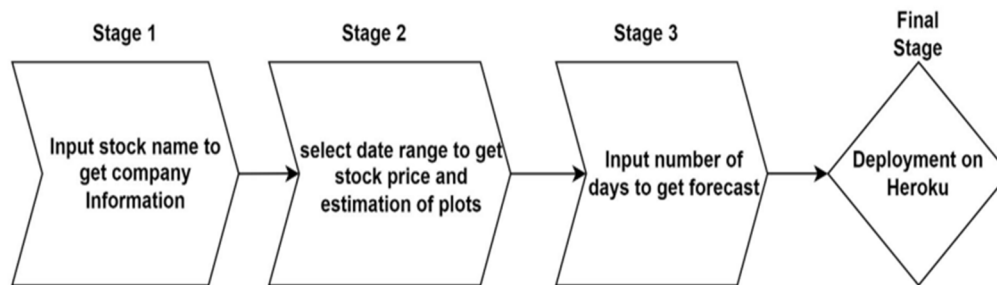 Stage 1
Input stock name to
get company
Information
Stage 2
select date range to get
stock price and
estimation of plots
Stage 3
Input number of
days to get forecast
Final
Stage
Deployment on
Heroku